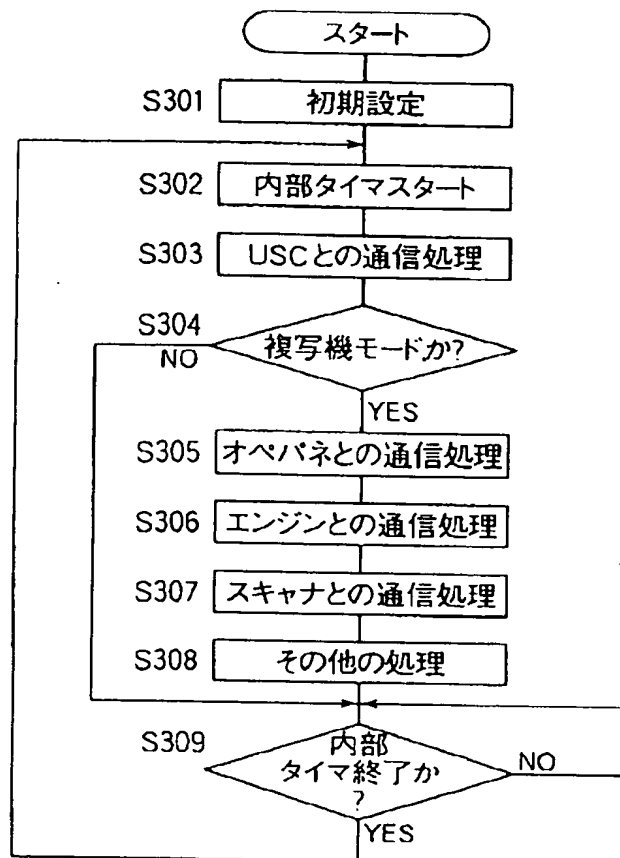 スタート
S301 初期設定
S302 内部タイマスタート
S303 USCとの通信処理
S304 複写機モードか?
NO
YES
S305 オペパネとの通信処理
S306 エンジンとの通信処理
S307 スキャナとの通信処理
S308 その他の処理
S309 内部
タイマ終了か
?
NO
YES